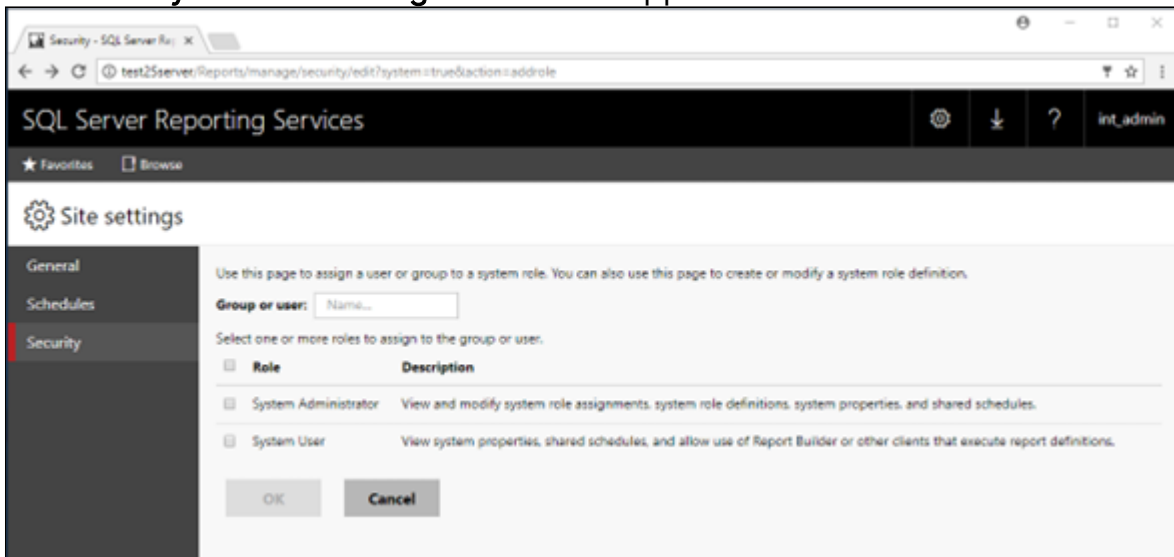 Security - SQL Server Re
test25server/Reports/manage/security/edit?system=true&action=addrole
SQL Server Reporting Services
?
int_admin
Favorites Browse
Site settings
General
Schedules
Security
Use this page to assign a user or group to a system role. You can also use this page to create or modify a system role definition.
Group or user: Name...
Select one or more roles to assign to the group or user.
Role Description
System Administrator View and modify system role assignments, system role definitions, system properties, and shared schedules.
System User View system properties, shared schedules, and allow use of Report Builder or other clients that execute report definitions.
OK Cancel